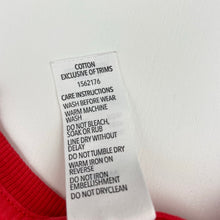 COTTON
EXCLUSIVE OF TRIMS
1562176
CARE INSTRUCTIONS
WASH BEFORE WEAR
WARM MACHINE
WASH
DO NOT BLEACH,
SOAK OR RUB
LINE DRY WITHOUT
DELAY
DO NOT TUMBLE DRY
WARM IRON ON
REVERSE
DO NOT IRON
EMBELLISHMENT
DO NOT DRYCLEAN